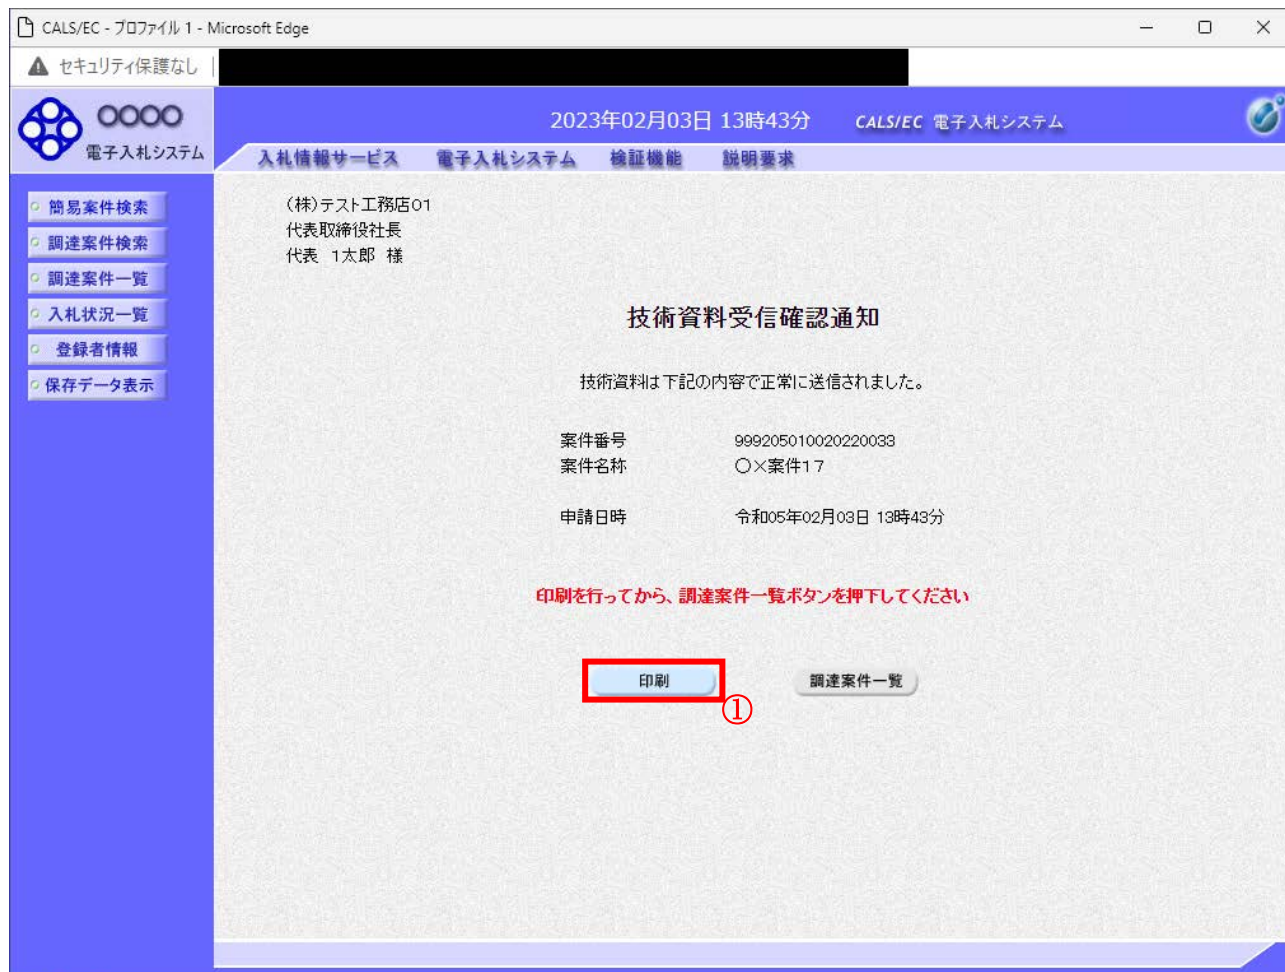 CALS/EC - プロファイル 1 - Microsoft Edge
セキュリティ保護なし
〇〇〇〇
電子入札システム
2023年02月03日 13時43分 CALS/EC 電子入札システム
入札情報サービス 電子入札システム 検証機能 説明要求
簡易案件検索
調達案件検索
調達案件一覧
入札状況一覧
登録者情報
保存データ表示
(株)テスト工務店01
代表取締役社長
代表 1太郎 様
技術資料受信確認通知
技術資料は下記の内容で正常に送信されました。
案件番号 999205010020220033
案件名称 〇×案件17
申請日時 令和05年02月03日 13時43分
印刷を行ってから、調達案件一覧ボタンを押下してください
印刷 調達案件一覧
①